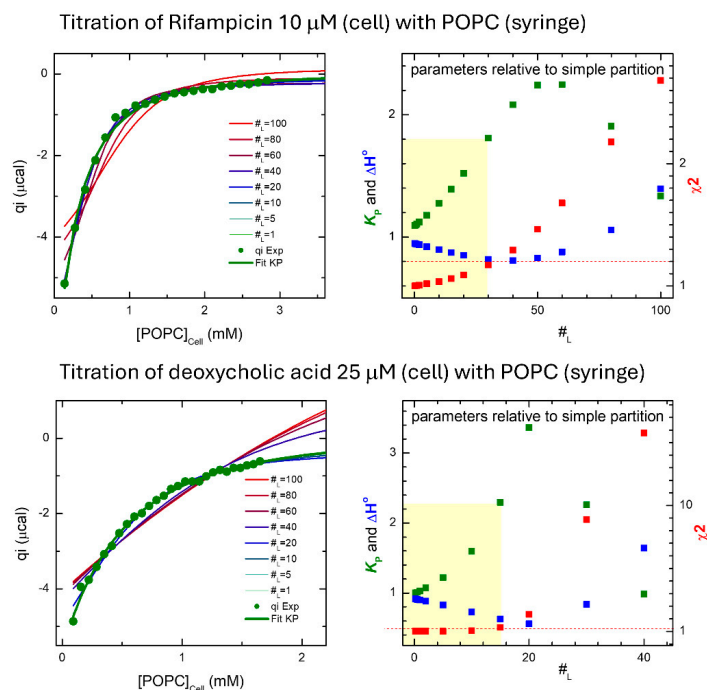 Titration of Rifampicin 10 μM (cell) with POPC (syringe)
0
-2
-4
qi (μcal)
#L=100
#L=80
#L=60
#L=40
#L=20
#L=10
#L=5
#L=1
qi Exp
Fit KP
0 1 2 3
[POPC]Cell (mM)
parameters relative to simple partition
2
1
KP and ΔH°
2
1
χ2
0 50 100
#L
Titration of deoxycholic acid 25 μM (cell) with POPC (syringe)
0
-2
-4
qi (μcal)
#L=100
#L=80
#L=60
#L=40
#L=20
#L=10
#L=5
#L=1
qi Exp
Fit KP
0 1 2
[POPC]Cell (mM)
parameters relative to simple partition
3
2
1
KP and ΔH°
10
1
χ2
0 20 40
#L